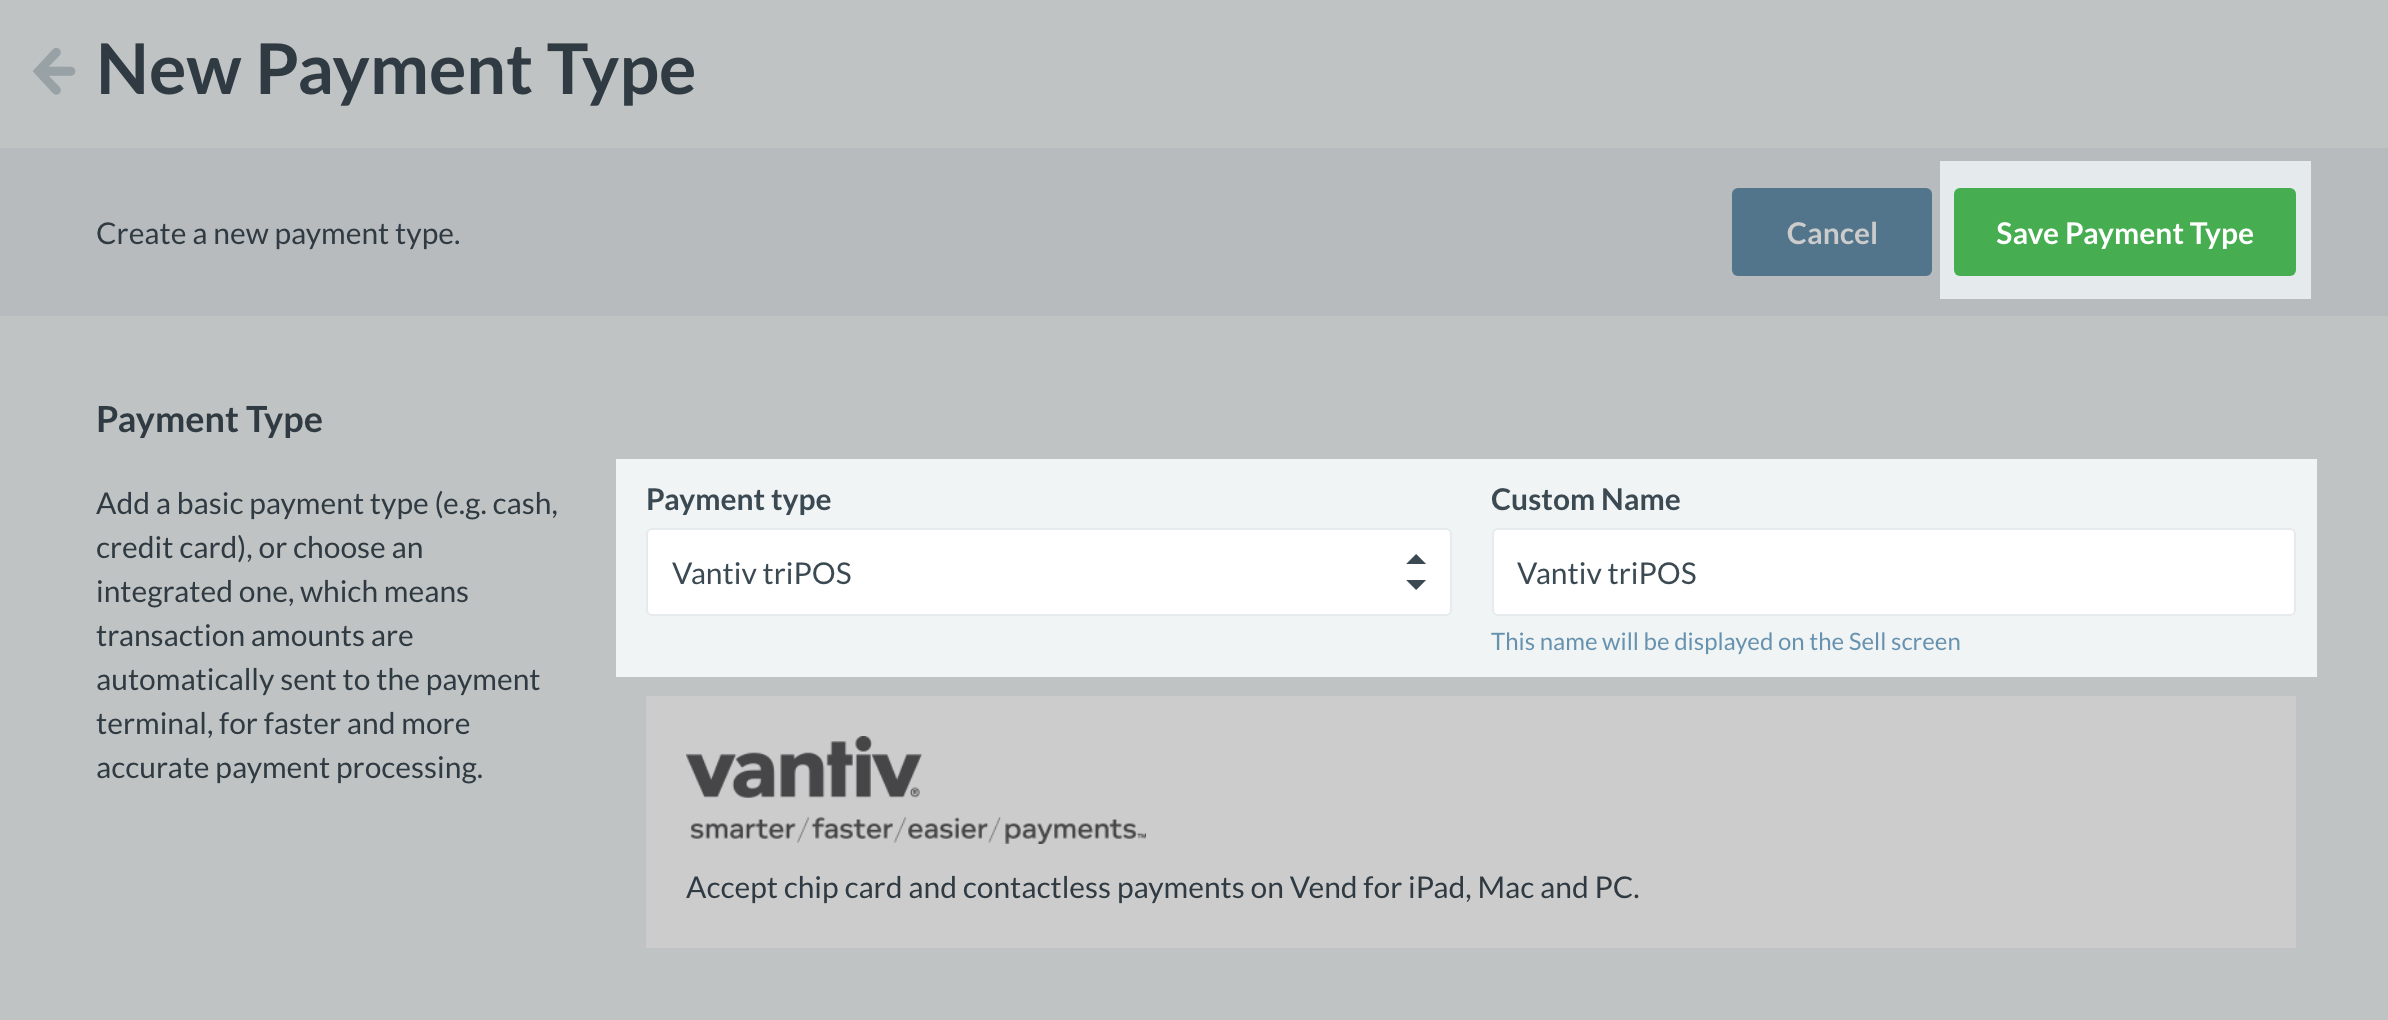 New Payment Type
Create a new payment type.
Cancel
Save Payment Type
Payment Type
Add a basic payment type (e.g. cash,
credit card), or choose an
integrated one, which means
transaction amounts are
automatically sent to the payment
terminal, for faster and more
accurate payment processing.
Payment type
Vantiv triPOS
Custom Name
Vantiv triPOS
This name will be displayed on the Sell screen
vantiv®
smarter/faster/easier/payments™
Accept chip card and contactless payments on Vend for iPad, Mac and PC.